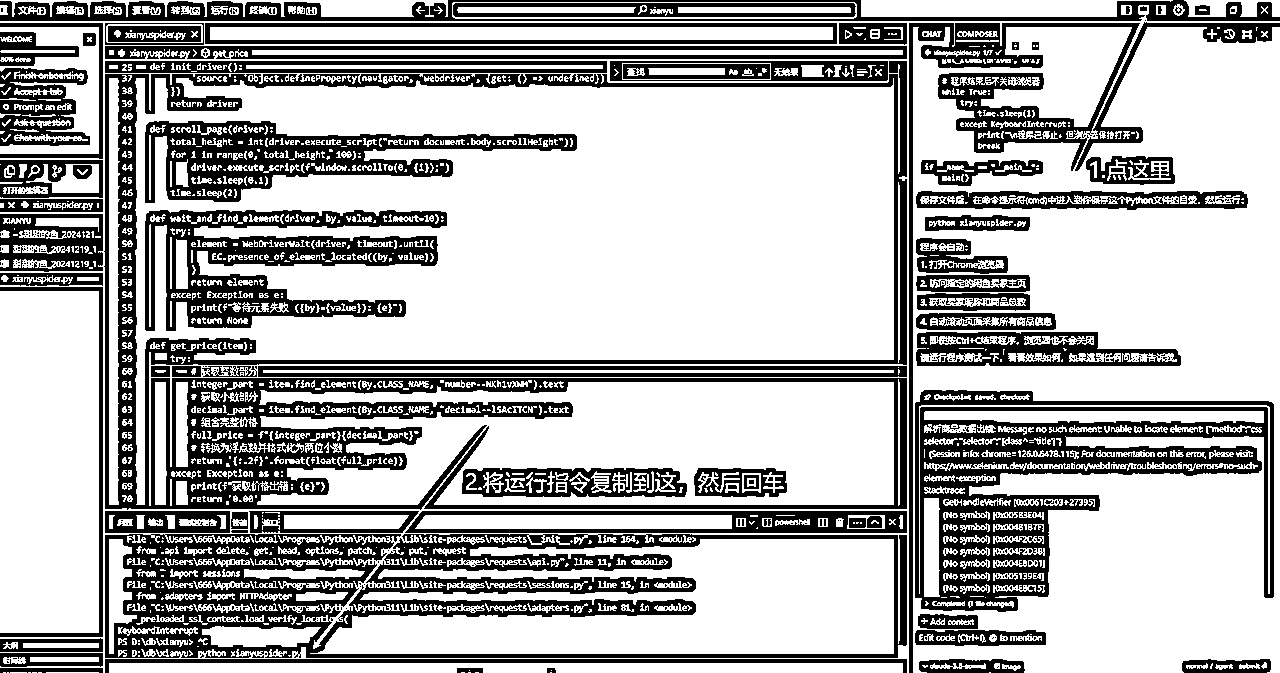 文件(F) 编辑(E) 选择(S) 查看(V) 转到(G) 运行(R) 终端(T) 帮助(H)
xianyu
WELCOME
80% done
Finish onboarding
Accept a tab
Prompt an edit
Ask a question
Chat with your co...
打开的编辑器
xianyuspider.py
XIANYU
~$甜甜的鱼_2024121...
甜甜的鱼_20241219_1...
甜甜的鱼_20241219_1...
xianyuspider.py
大纲
时间线
xianyuspider.py
xianyuspider.py > get_price
查找
Aa ab .*
无结果
25 def init_driver():
37 'source': 'Object.defineProperty(navigator, "webdriver", {get: () => undefined})
38 })
39 return driver
40
41 def scroll_page(driver):
42 total_height = int(driver.execute_script("return document.body.scrollHeight"))
43 for i in range(0, total_height, 100):
44 driver.execute_script(f"window.scrollTo(0, {i});")
45 time.sleep(0.1)
46 time.sleep(2)
47
48 def wait_and_find_element(driver, by, value, timeout=10):
49 try:
50 element = WebDriverWait(driver, timeout).until(
51 EC.presence_of_element_located((by, value))
52 )
53 return element
54 except Exception as e:
55 print(f"等待元素失败 ({by}={value}): {e}")
56 return None
57
58 def get_price(item):
59 try:
60 # 获取整数部分
61 integer_part = item.find_element(By.CLASS_NAME, "number--NKh1vXWM").text
62 # 获取小数部分
63 decimal_part = item.find_element(By.CLASS_NAME, "decimal--lSAcITCN").text
64 # 组合完整价格
65 full_price = f"{integer_part}{decimal_part}"
66 # 转换为浮点数并格式化为两位小数
67 return '{:.2f}'.format(float(full_price))
68 except Exception as e:
69 print(f"获取价格出错: {e}")
70 return '0.00'
2.将运行指令复制到这，然后回车
问题 输出 调试控制台 终端 端口
powershell
File "C:\Users\666\AppData\Local\Programs\Python\Python311\Lib\site-packages\requests\__init__.py", line 164, in <module>
from .api import delete, get, head, options, patch, post, put, request
File "C:\Users\666\AppData\Local\Programs\Python\Python311\Lib\site-packages\requests\api.py", line 11, in <module>
from . import sessions
File "C:\Users\666\AppData\Local\Programs\Python\Python311\Lib\site-packages\requests\sessions.py", line 15, in <module>
from .adapters import HTTPAdapter
File "C:\Users\666\AppData\Local\Programs\Python\Python311\Lib\site-packages\requests\adapters.py", line 81, in <module>
_preloaded_ssl_context.load_verify_locations(
KeyboardInterrupt
PS D:\db\xianyu> ^C
PS D:\db\xianyu> python xianyuspider.py
CHAT COMPOSER
xianyuspider.py 1/7
get_items(driver, url)
# 程序结束后不关闭浏览器
while True:
try:
time.sleep(1)
except KeyboardInterrupt:
print("\n程序已停止，但浏览器保持打开")
break
if __name__ == "__main__":
main()
1.点这里
保存文件后，在命令提示符(cmd)中进入到你保存这个Python文件的目录，然后运行：
python xianyuspider.py
程序会自动：
1. 打开Chrome浏览器
2. 访问指定的闲鱼卖家主页
3. 获取卖家昵称和商品总数
4. 自动滚动页面采集所有商品信息
5. 即使按Ctrl+C结束程序，浏览器也不会关闭
请运行程序测试一下，看看效果如何。如果遇到任何问题请告诉我。
Checkpoint saved, checkout
解析商品数据出错: Message: no such element: Unable to locate element: {"method":"css
selector","selector":"[class^='title']"}
(Session info: chrome=126.0.6478.115); For documentation on this error, please visit:
https://www.selenium.dev/documentation/webdriver/troubleshooting/errors#no-such-
element-exception
Stacktrace:
GetHandleVerifier [0x0061C203+27395]
(No symbol) [0x005B3E04]
(No symbol) [0x004B1B7F]
(No symbol) [0x004F2C65]
(No symbol) [0x004F2D3B]
(No symbol) [0x004EBD01]
(No symbol) [0x005139E4]
(No symbol) [0x004EBC15]
Completed (1 file changed)
+ Add context
Edit code (Ctrl+I), @ to mention
claude-3.5-sonnet Image
normal / agent submit